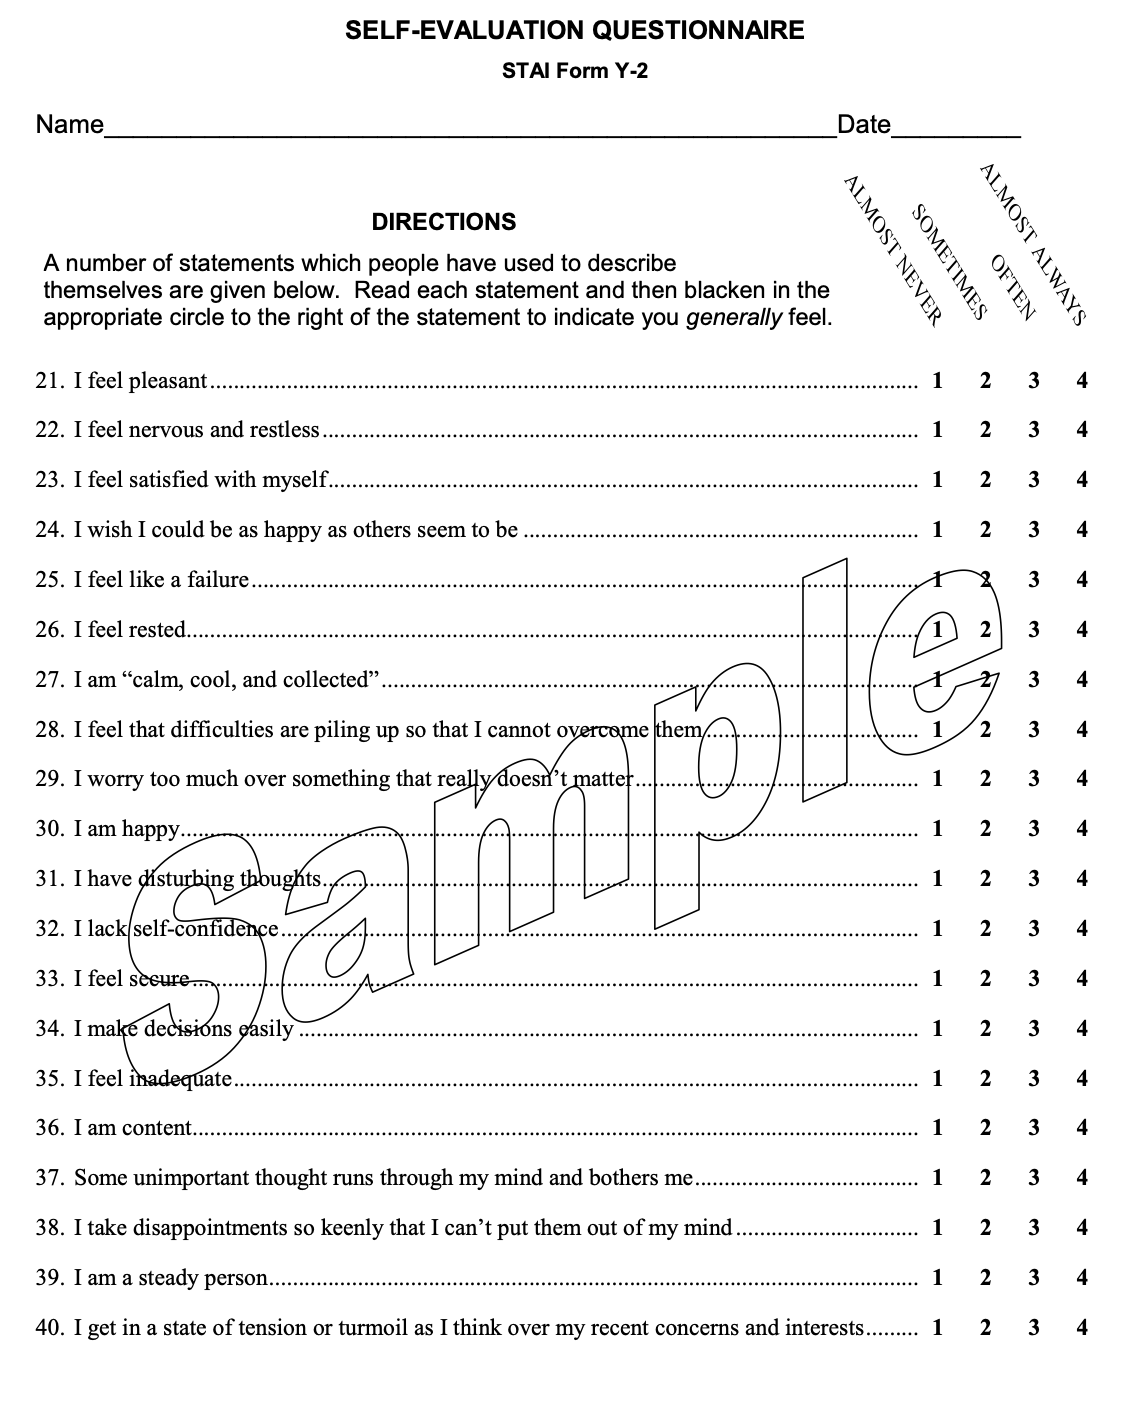 SELF-EVALUATION QUESTIONNAIRE
STAI Form Y-2
Name____________________________________________________Date_________
ALMOST NEVER
SOMETIMES
OFTEN
ALMOST ALWAYS
DIRECTIONS
A number of statements which people have used to describe
themselves are given below.  Read each statement and then blacken in the
appropriate circle to the right of the statement to indicate you generally feel.
21. I feel pleasant.......... 1 2 3 4
22. I feel nervous and restless.......... 1 2 3 4
23. I feel satisfied with myself.......... 1 2 3 4
24. I wish I could be as happy as others seem to be .......... 1 2 3 4
25. I feel like a failure.......... 1 2 3 4
26. I feel rested.......... 1 2 3 4
27. I am “calm, cool, and collected”.......... 1 2 3 4
28. I feel that difficulties are piling up so that I cannot overcome them.......... 1 2 3 4
29. I worry too much over something that really doesn’t matter.......... 1 2 3 4
30. I am happy.......... 1 2 3 4
31. I have disturbing thoughts.......... 1 2 3 4
32. I lack self-confidence.......... 1 2 3 4
33. I feel secure.......... 1 2 3 4
34. I make decisions easily .......... 1 2 3 4
35. I feel inadequate.......... 1 2 3 4
36. I am content.......... 1 2 3 4
37. Some unimportant thought runs through my mind and bothers me.......... 1 2 3 4
38. I take disappointments so keenly that I can’t put them out of my mind.......... 1 2 3 4
39. I am a steady person.......... 1 2 3 4
40. I get in a state of tension or turmoil as I think over my recent concerns and interests......... 1 2 3 4
Sample